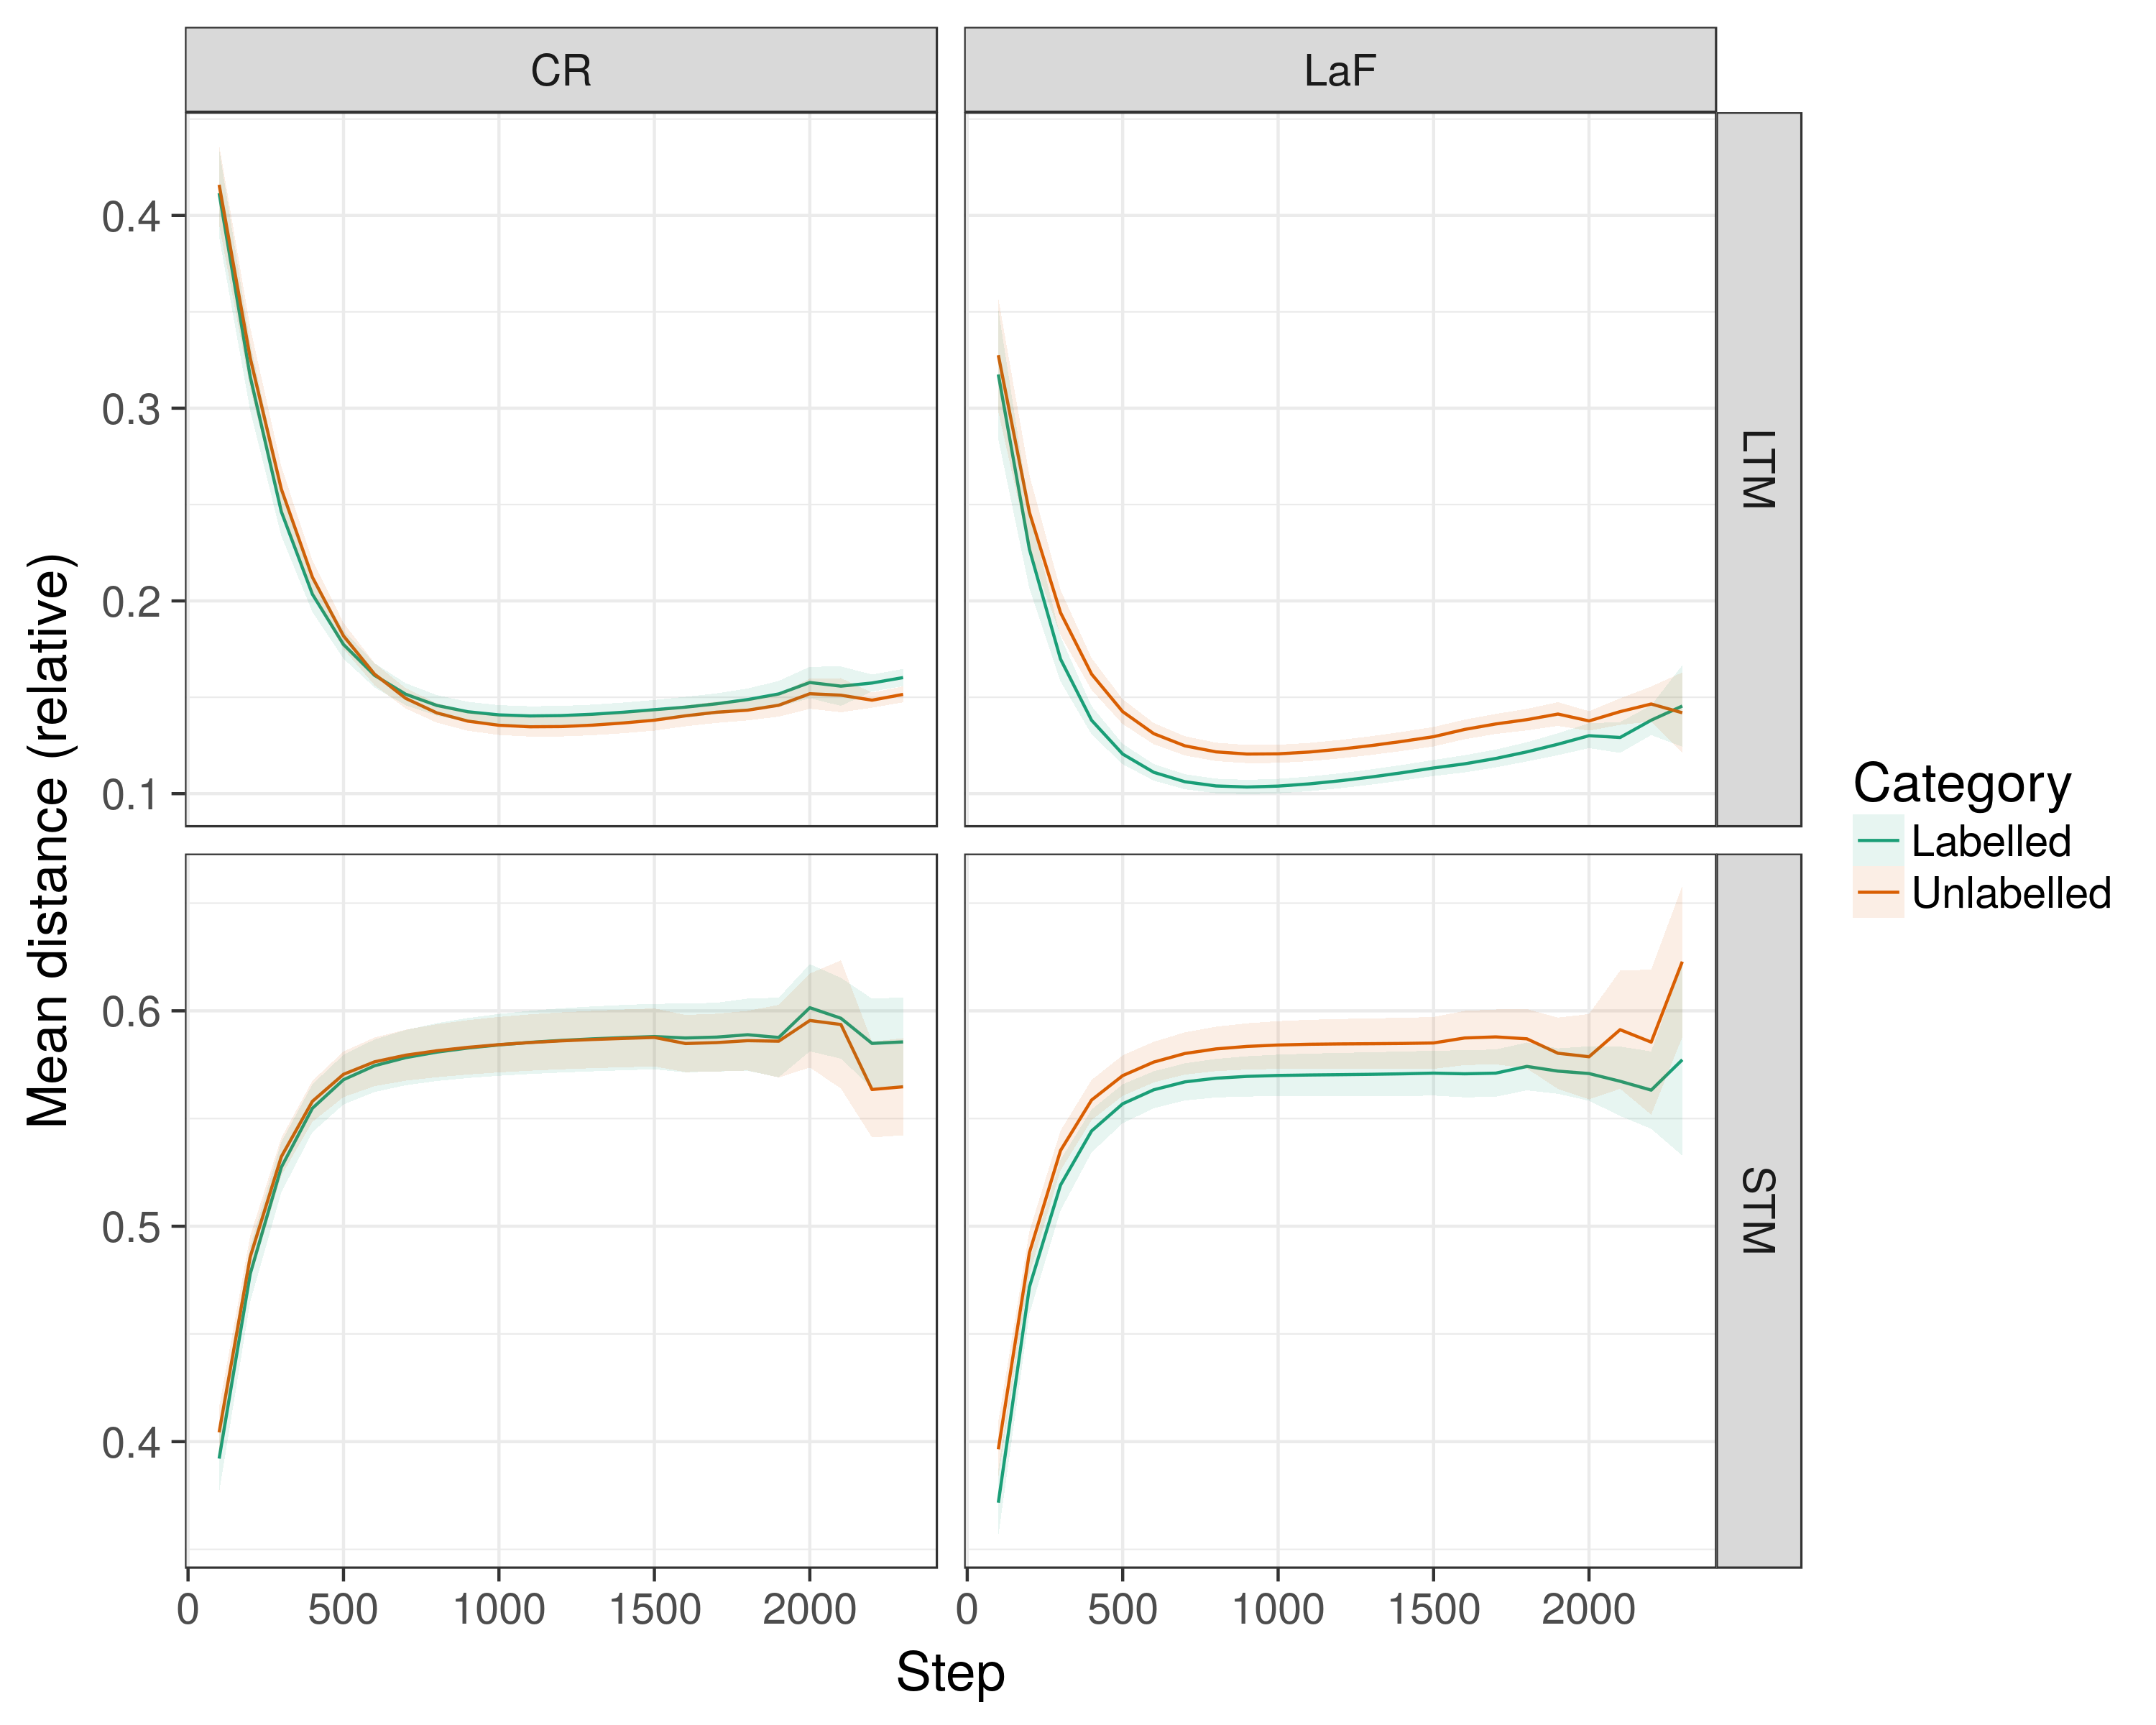 CR
LaF
LTM
STM
Mean distance (relative)
0.4
0.3
0.2
0.1
0.6
0.5
0.4
0 500 1000 1500 2000
0 500 1000 1500 2000
Step
Category
Labelled
Unlabelled